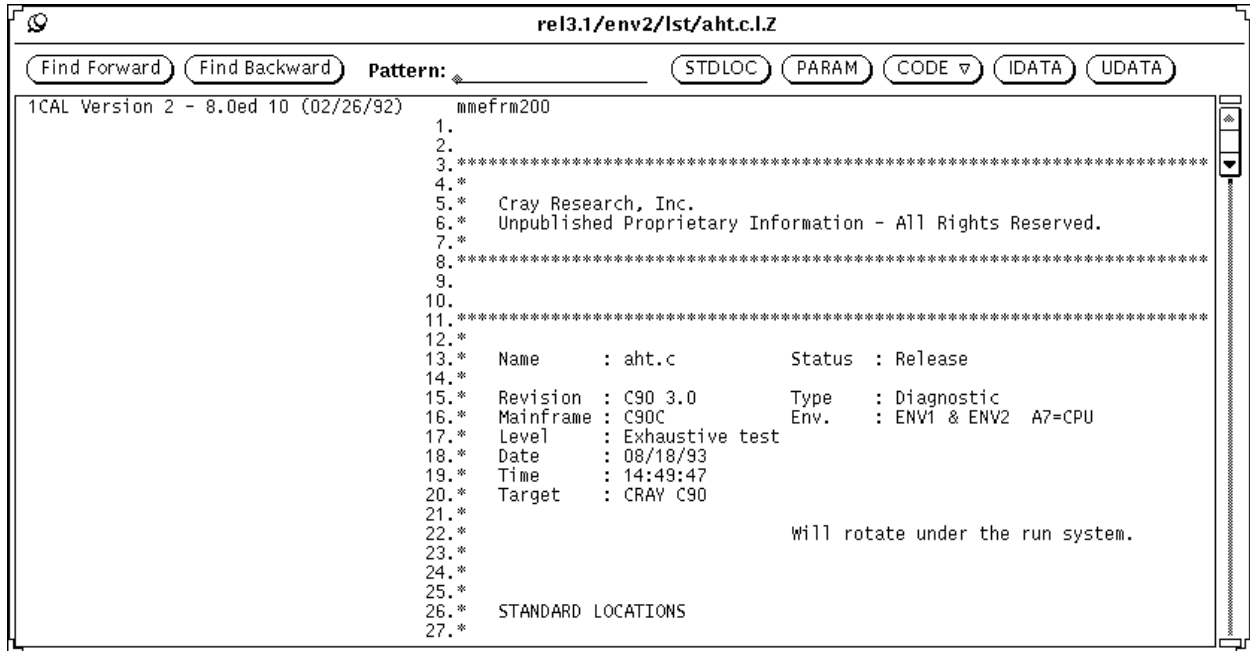 rel3.1/env2/lst/aht.c.l.Z
Find Forward Find Backward Pattern: STDLOC PARAM CODE ▽ IDATA UDATA
1CAL Version 2 - 8.0ed 10 (02/26/92) mmefrm200
1.
2.
3.************************************************************************
4.*
5.* Cray Research, Inc.
6.* Unpublished Proprietary Information - All Rights Reserved.
7.*
8.************************************************************************
9.
10.
11.************************************************************************
12.*
13.* Name : aht.c Status : Release
14.*
15.* Revision : C90 3.0 Type : Diagnostic
16.* Mainframe : C90C Env. : ENV1 & ENV2 A7=CPU
17.* Level : Exhaustive test
18.* Date : 08/18/93
19.* Time : 14:49:47
20.* Target : CRAY C90
21.*
22.* Will rotate under the run system.
23.*
24.*
25.*
26.* STANDARD LOCATIONS
27.*